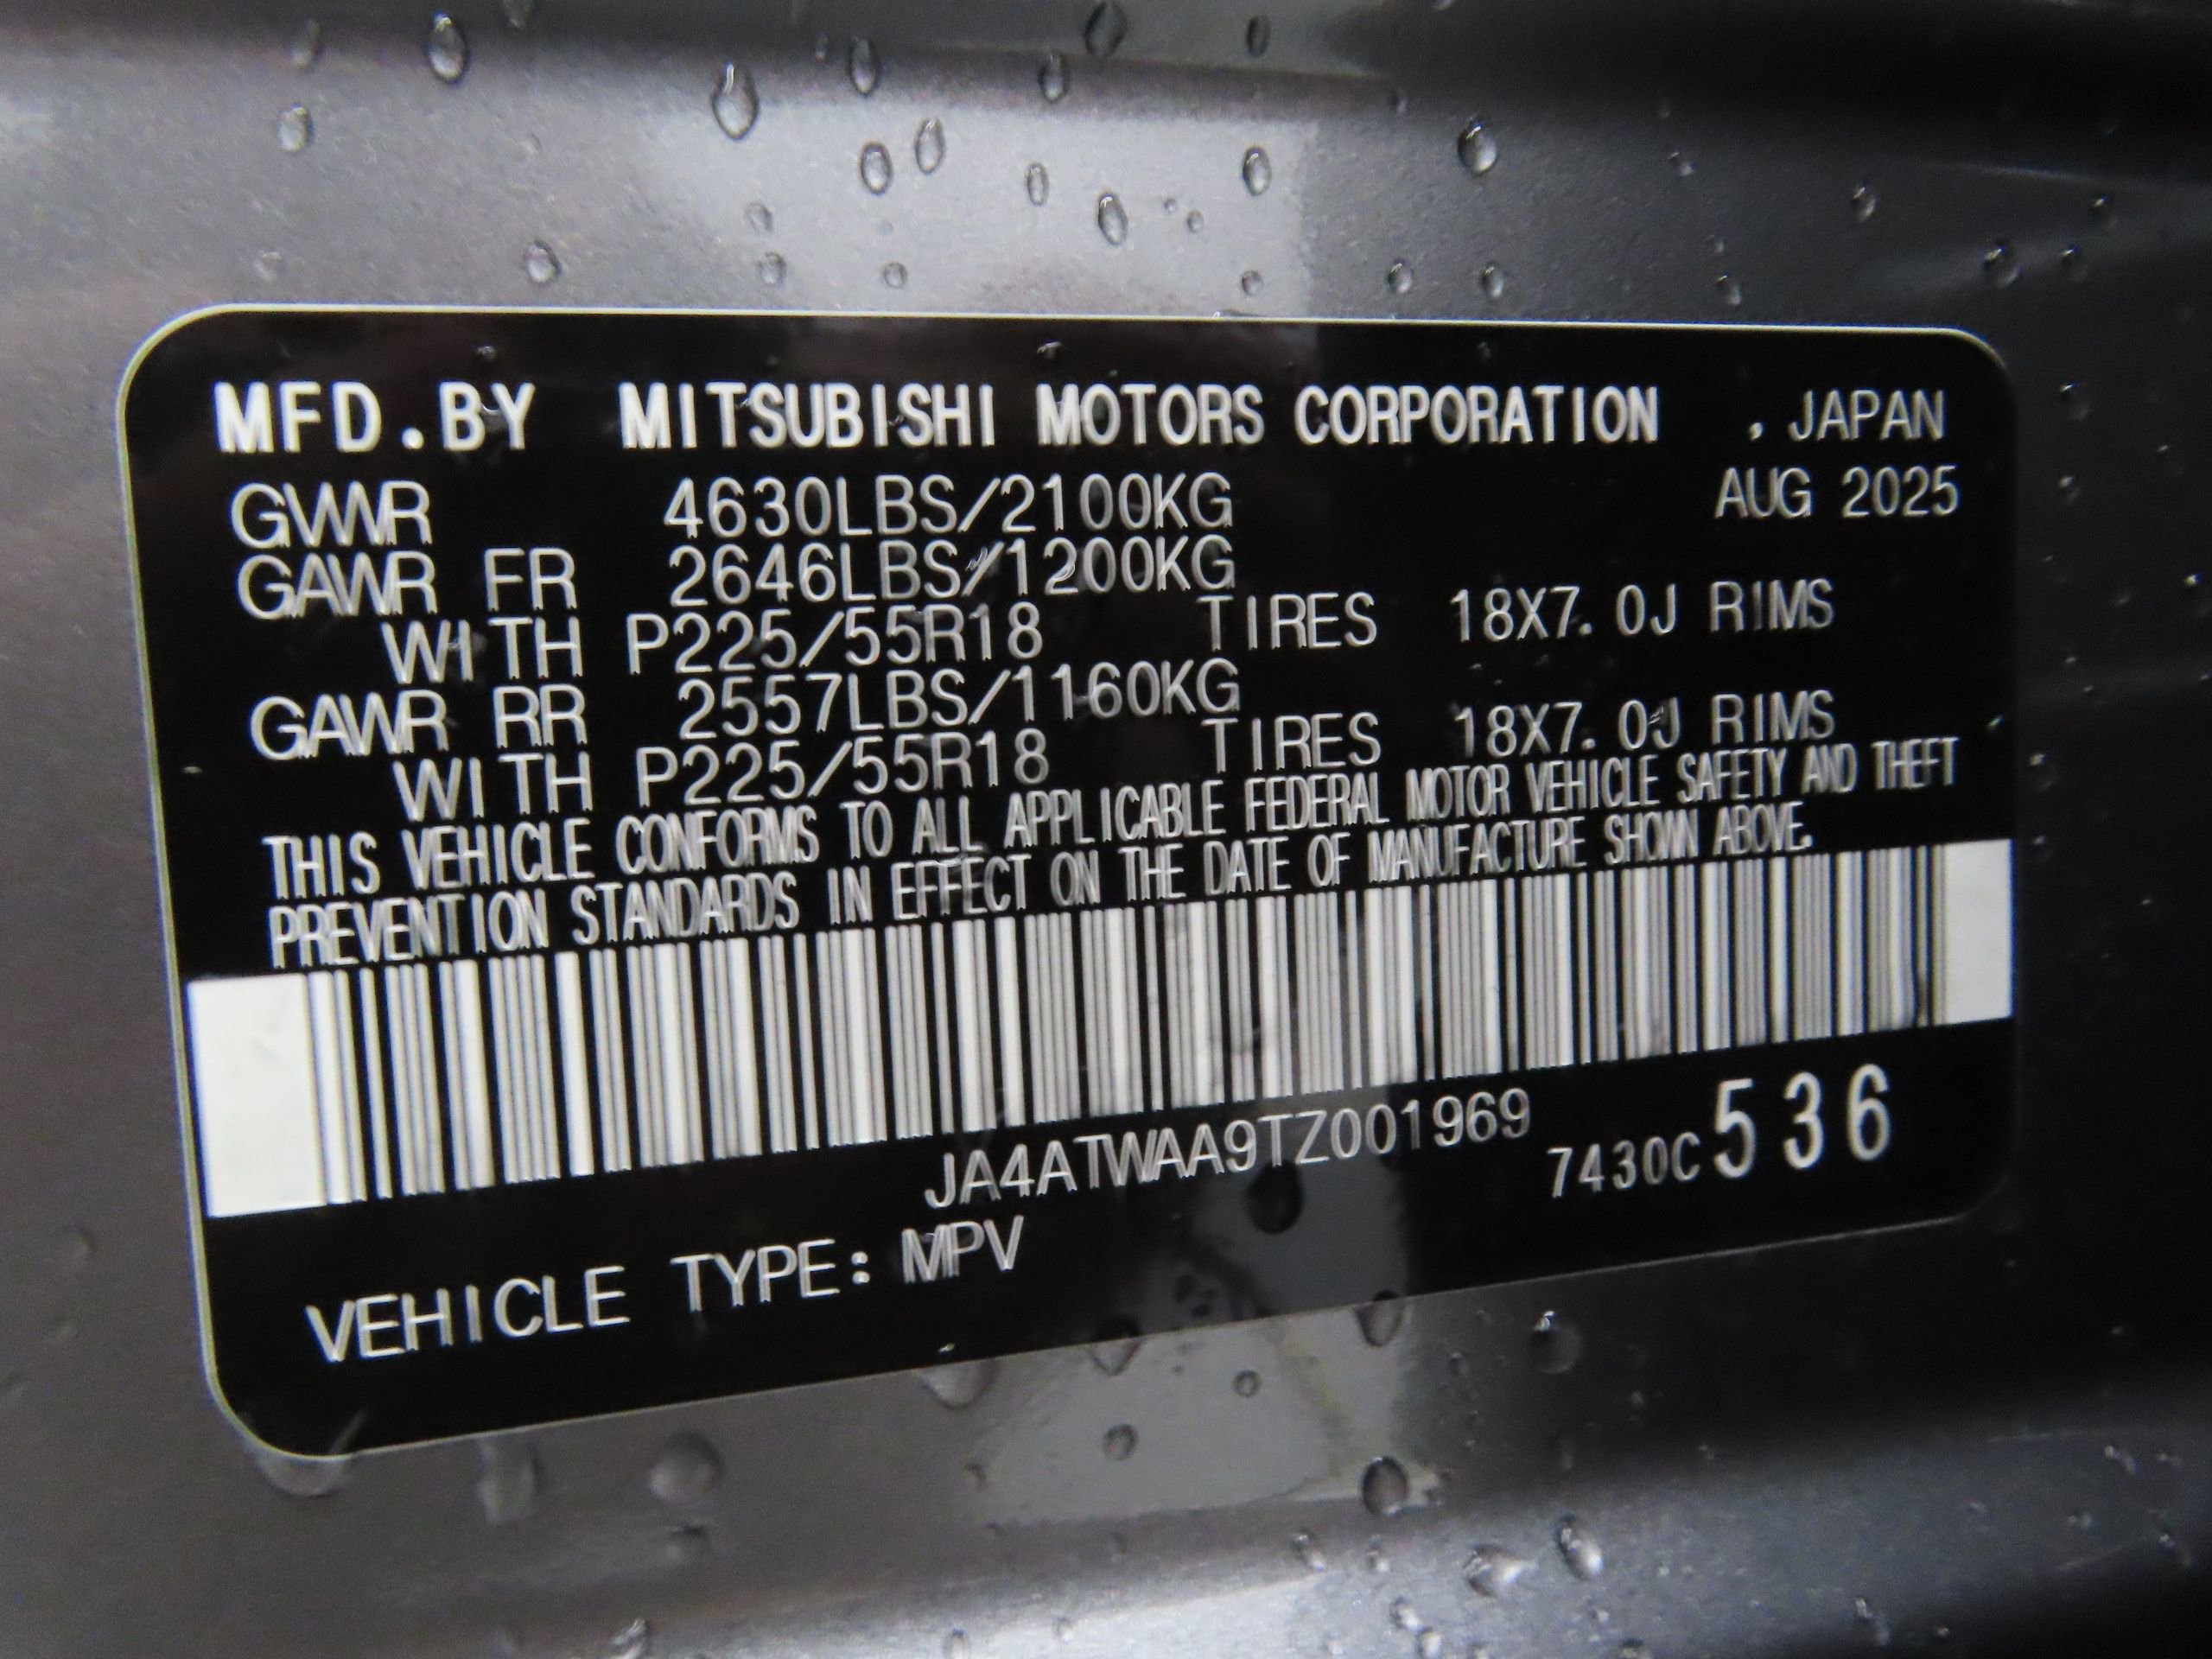 MFD.BY MITSUBISHI MOTORS CORPORATION , JAPAN
GVWR 4630LBS/2100KG AUG 2025
GAWR FR 2646LBS/1200KG
WITH P225/55R18 TIRES 18X7.0J RIMS
GAWR RR 2557LBS/1160KG
WITH P225/55R18 TIRES 18X7.0J RIMS
THIS VEHICLE CONFORMS TO ALL APPLICABLE FEDERAL MOTOR VEHICLE SAFETY AND THEFT
PREVENTION STANDARDS IN EFFECT ON THE DATE OF MANUFACTURE SHOWN ABOVE.
JA4ATWAA9TZ001969 7430C536
VEHICLE TYPE: MPV